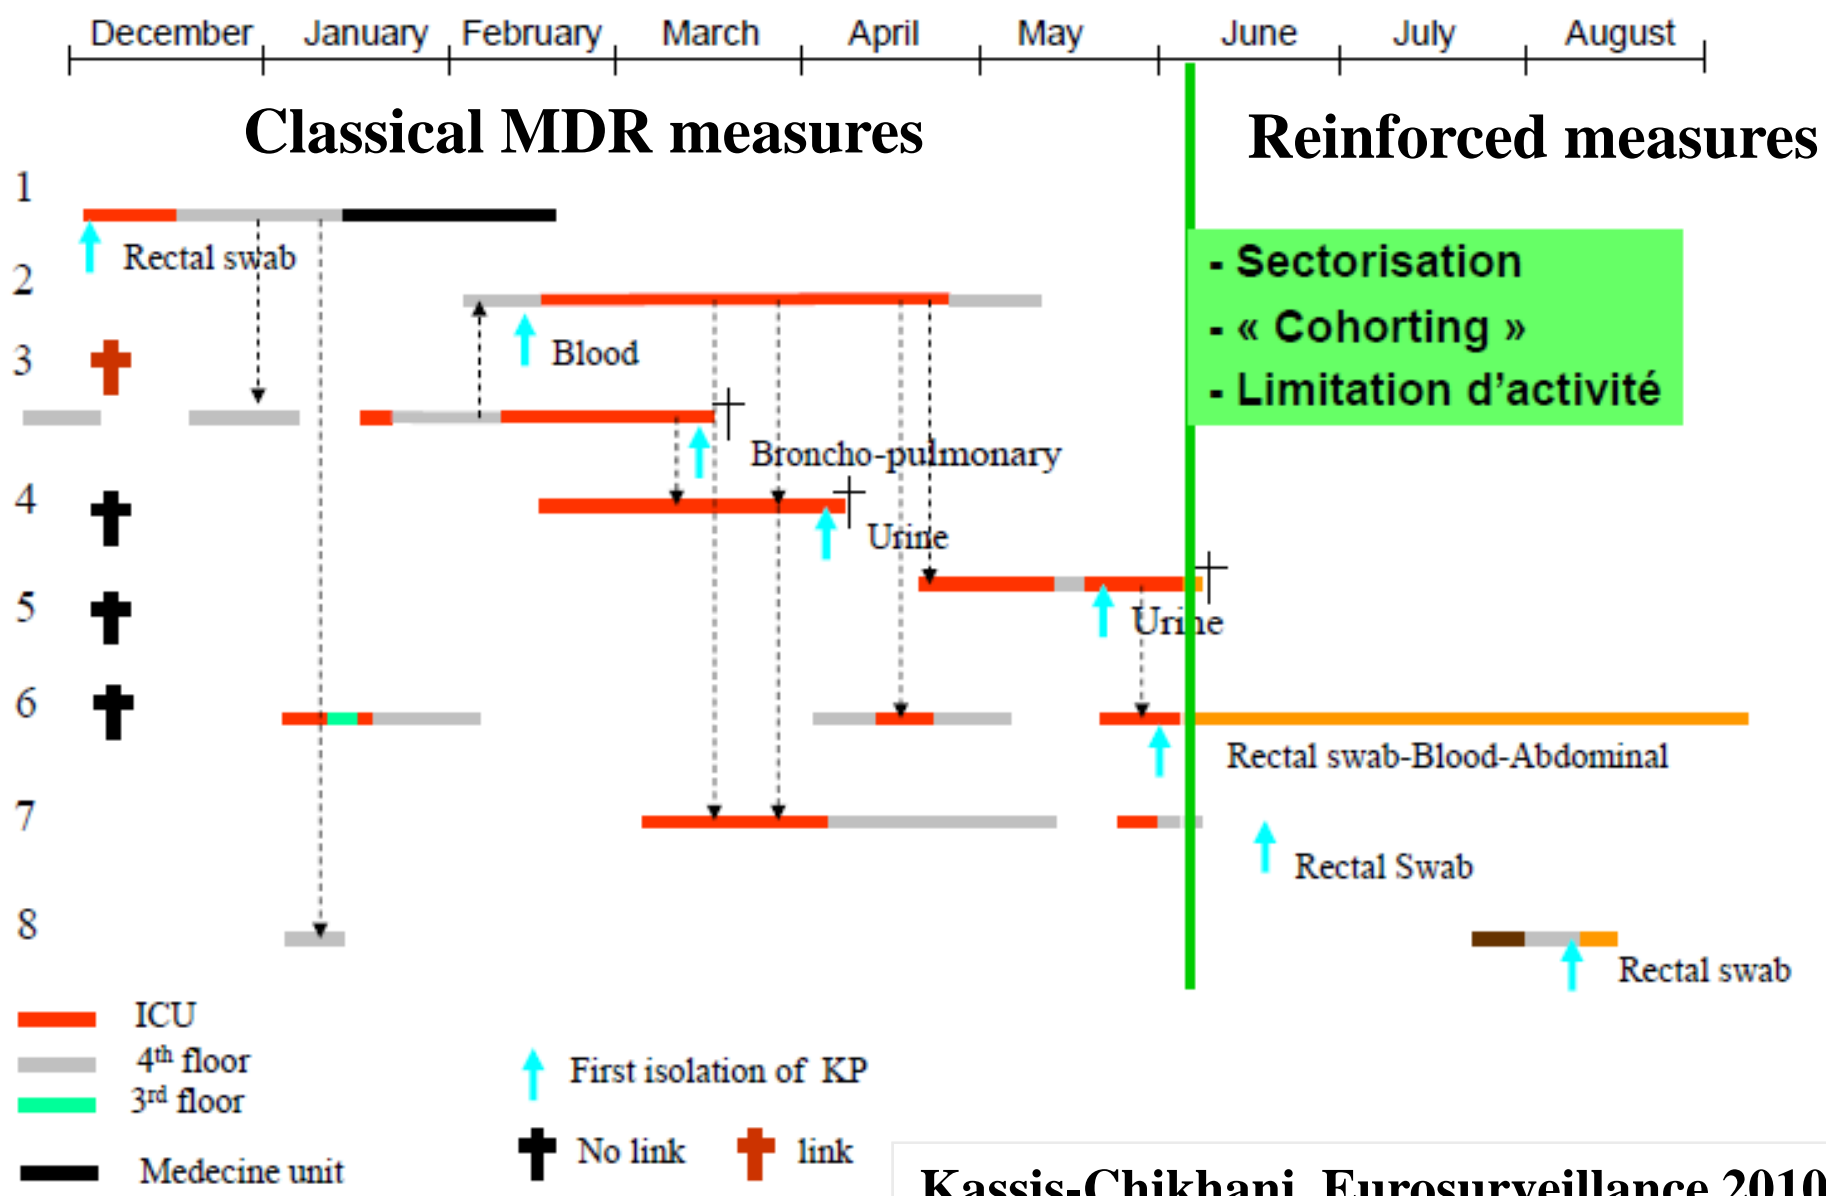 December January February March April May June July August
Classical MDR measures
Reinforced measures
1
Rectal swab
- Sectorisation
2
- « Cohorting »
Blood
3
- Limitation d’activité
Broncho-pulmonary
4
Urine
5
Urine
6
Rectal swab-Blood-Abdominal
7
Rectal Swab
8
Rectal swab
ICU
4th floor
3rd floor
Medecine unit
First isolation of KP
No link
link
Kassis-Chikhani, Eurosurveillance 2010